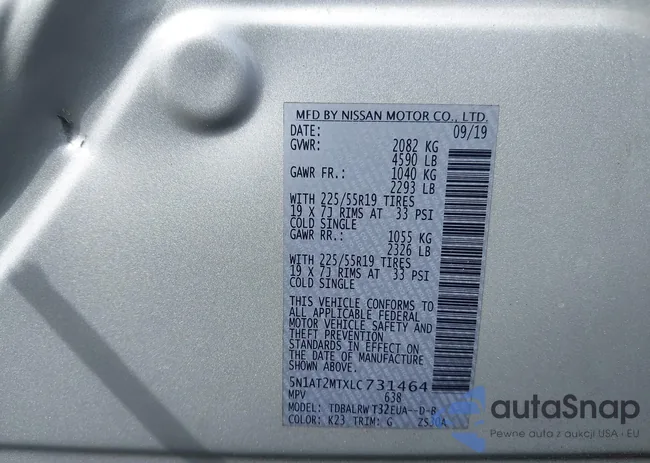 MFD BY NISSAN MOTOR CO., LTD.
DATE: 09/19
GVWR: 2082 KG
4590 LB
GAWR FR.: 1040 KG
2293 LB
WITH 225/55R19 TIRES
19 X 7J RIMS AT 33 PSI
COLD SINGLE
GAWR RR.: 1055 KG
2326 LB
WITH 225/55R19 TIRES
19 X 7J RIMS AT 33 PSI
COLD SINGLE
THIS VEHICLE CONFORMS TO
ALL APPLICABLE FEDERAL
MOTOR VEHICLE SAFETY AND
THEFT PREVENTION
STANDARDS IN EFFECT ON
THE DATE OF MANUFACTURE
SHOWN ABOVE.
5N1AT2MTXLC731464
MPV 638
MODEL: TDBALRWT32EUA--D-B
COLOR: K23 TRIM: G
autoSnap
Pewne auta z aukcji USA i EU